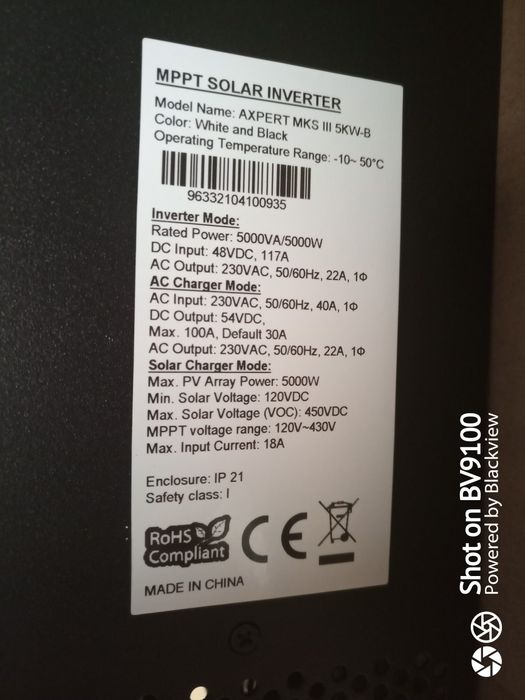 MPPT SOLAR INVERTER
Model Name: AXPERT MKS III 5KW-B
Color: White and Black
Operating Temperature Range: -10~ 50°C
96332104100935
Inverter Mode:
Rated Power: 5000VA/5000W
DC Input: 48VDC, 117A
AC Output: 230VAC, 50/60Hz, 22A, 1Φ
AC Charger Mode:
AC Input: 230VAC, 50/60Hz, 40A, 1Φ
DC Output: 54VDC,
Max. 100A, Default 30A
AC Output: 230VAC, 50/60Hz, 22A, 1Φ
Solar Charger Mode:
Max. PV Array Power: 5000W
Min. Solar Voltage: 120VDC
Max. Solar Voltage (VOC): 450VDC
MPPT voltage range: 120V~430V
Max. Input Current: 18A
Enclosure: IP 21
Safety class: I
RoHS
Compliant
CE
MADE IN CHINA
Shot on BV9100
Powered by Blackview